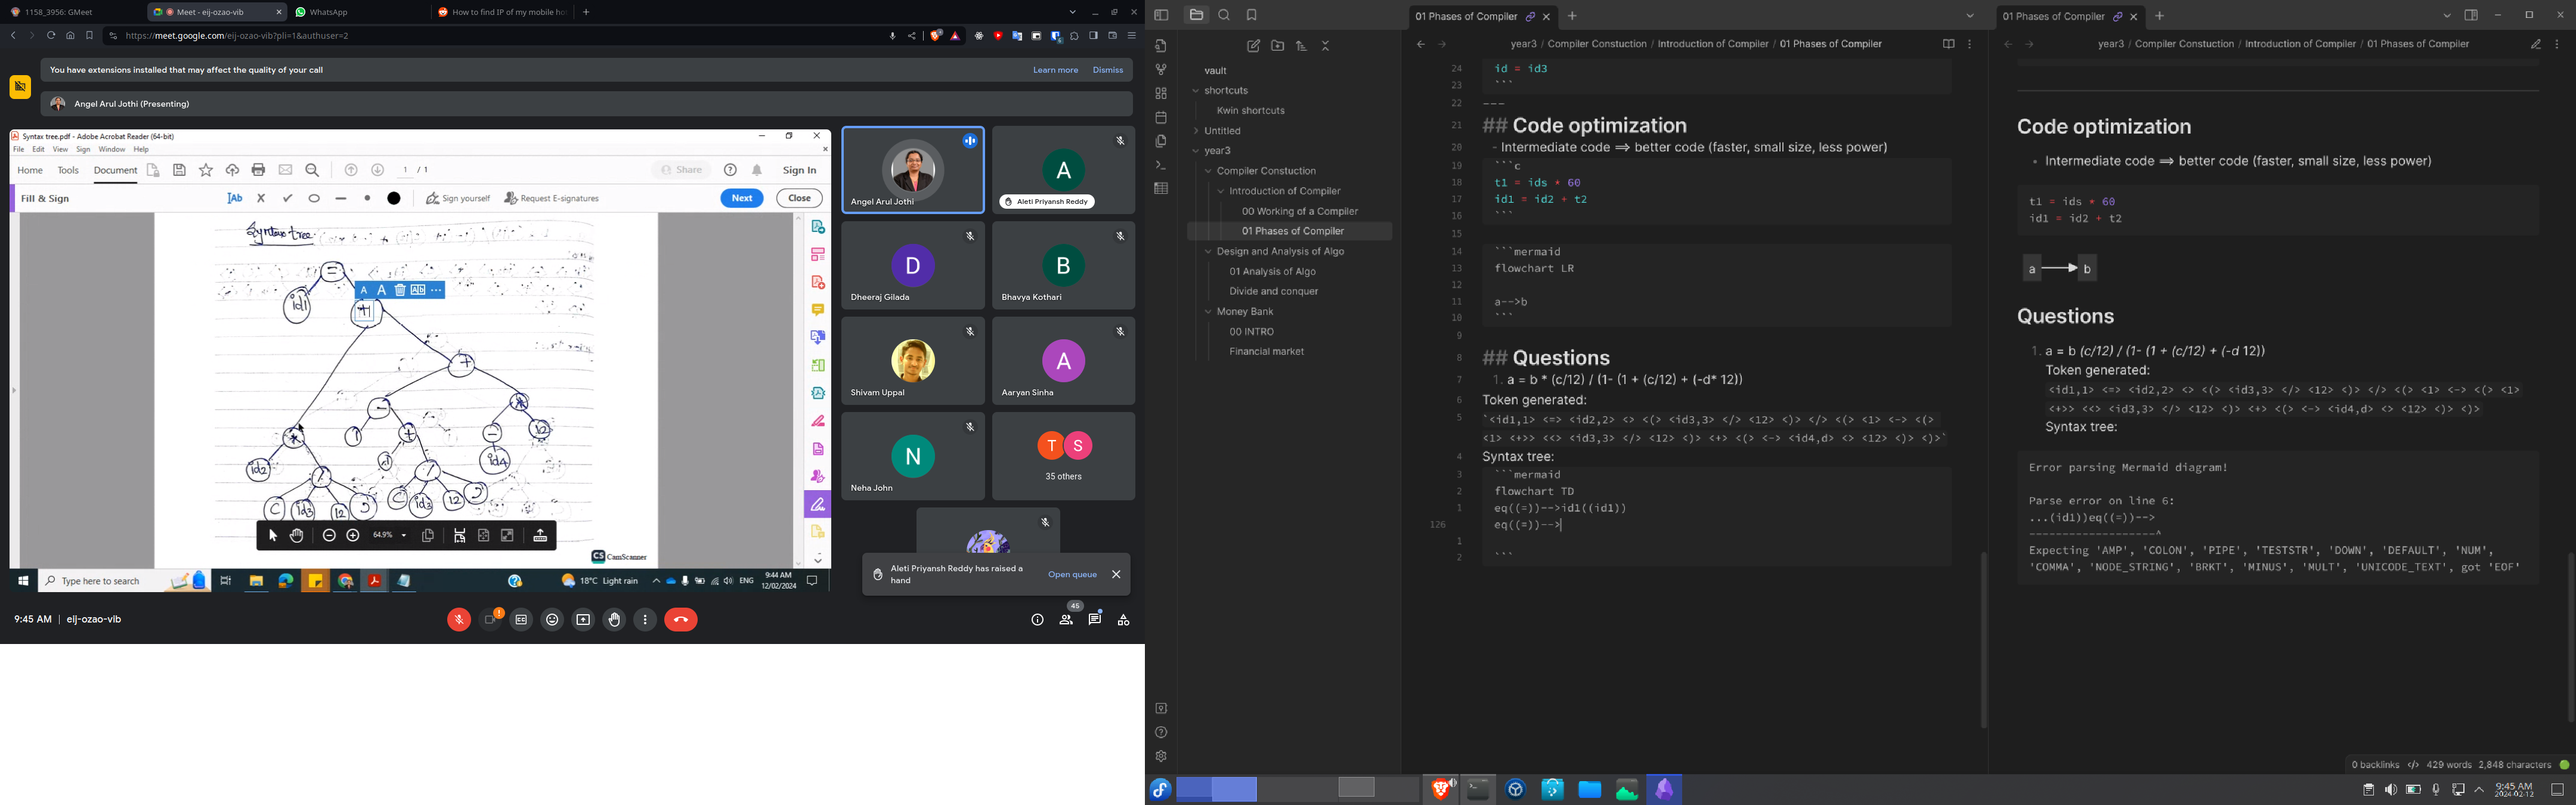 1158_3956: GMeet
Meet - eij-ozao-vib
WhatsApp
How to find IP of my mobile ho
https://meet.google.com/eij-ozao-vib?pli=1&authuser=2
You have extensions installed that may affect the quality of your call
Learn more
Dismiss
Angel Arul Jothi (Presenting)
Syntax tree.pdf - Adobe Acrobat Reader (64-bit)
File Edit View Sign Window Help
Home Tools Document
1 / 1
Share
Sign In
Fill & Sign
Ab
Sign yourself
Request E-signatures
Next
Close
Syntax tree
=
id1
+
+
-
*
*
1
+
-
12
id2
/
id4
/
C id3 12
C id3 12
64.9%
CS CamScanner
Type here to search
18°C Light rain
ENG
9:44 AM
12/02/2024
Angel Arul Jothi
A
Aleti Priyansh Reddy
D
Dheeraj Gilada
B
Bhavya Kothari
Shivam Uppal
A
Aaryan Sinha
N
Neha John
T S
35 others
Aleti Priyansh Reddy has raised a
hand
Open queue
9:45 AM | eij-ozao-vib
45
vault
shortcuts
Kwin shortcuts
Untitled
year3
Compiler Constuction
Introduction of Compiler
00 Working of a Compiler
01 Phases of Compiler
Design and Analysis of Algo
01 Analysis of Algo
Divide and conquer
Money Bank
00 INTRO
Financial market
01 Phases of Compiler
year3 / Compiler Constuction / Introduction of Compiler / 01 Phases of Compiler
24 id = id3
23 ```
22 ---
21 ## Code optimization
20 - Intermediate code ⟹ better code (faster, small size, less power)
19 ```c
18 t1 = ids * 60
17 id1 = id2 + t2
16 ```
15
14 ```mermaid
13 flowchart LR
12
11 a-->b
10 ```
9
8 ## Questions
7 1. a = b * (c/12) / (1- (1 + (c/12) + (-d* 12))
6 Token generated:
5 `<id1,1> <=> <id2,2> <> <(> <id3,3> </> <12> <)> </> <(> <1> <-> <(>
<1> <+>> <<> <id3,3> </> <12> <)> <+> <(> <-> <id4,d> <> <12> <)> <)>`
4 Syntax tree:
3 ```mermaid
2 flowchart TD
1 eq((=))-->id1((id1))
126 eq((=))-->
1
2 ```
01 Phases of Compiler
year3 / Compiler Constuction / Introduction of Compiler / 01 Phases of Compiler
Code optimization
• Intermediate code ⟹ better code (faster, small size, less power)
t1 = ids * 60
id1 = id2 + t2
a b
Questions
1. a = b (c/12) / (1- (1 + (c/12) + (-d 12))
Token generated:
<id1,1> <=> <id2,2> <> <(> <id3,3> </> <12> <)> </> <(> <1> <-> <(> <1>
<+>> <<> <id3,3> </> <12> <)> <+> <(> <-> <id4,d> <> <12> <)> <)>
Syntax tree:
Error parsing Mermaid diagram!
Parse error on line 6:
...(id1))eq((=))-->
-------------------^
Expecting 'AMP', 'COLON', 'PIPE', 'TESTSTR', 'DOWN', 'DEFAULT', 'NUM',
'COMMA', 'NODE_STRING', 'BRKT', 'MINUS', 'MULT', 'UNICODE_TEXT', got 'EOF'
0 backlinks
429 words 2,848 characters
9:45 AM
2024-02-12